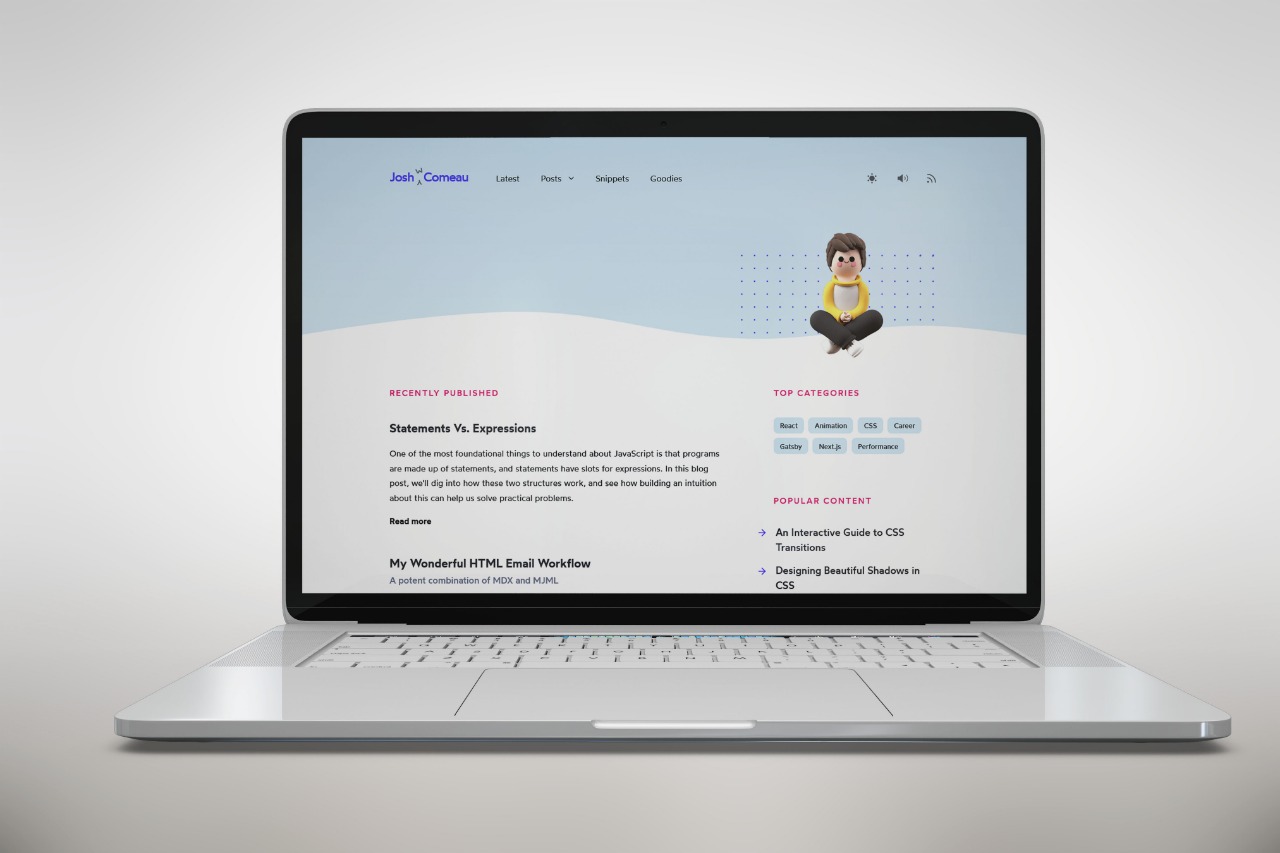 Josh W Comeau
Latest
Posts
Snippets
Goodies
RECENTLY PUBLISHED
Statements Vs. Expressions
One of the most foundational things to understand about JavaScript is that programs
are made up of statements, and statements have slots for expressions. In this blog
post, we'll dig into how these two structures work, and see how building an intuition
about this can help us solve practical problems.
Read more
My Wonderful HTML Email Workflow
A potent combination of MDX and MJML
TOP CATEGORIES
React
Animation
CSS
Career
Gatsby
Next.js
Performance
POPULAR CONTENT
An Interactive Guide to CSS
Transitions
Designing Beautiful Shadows in
CSS